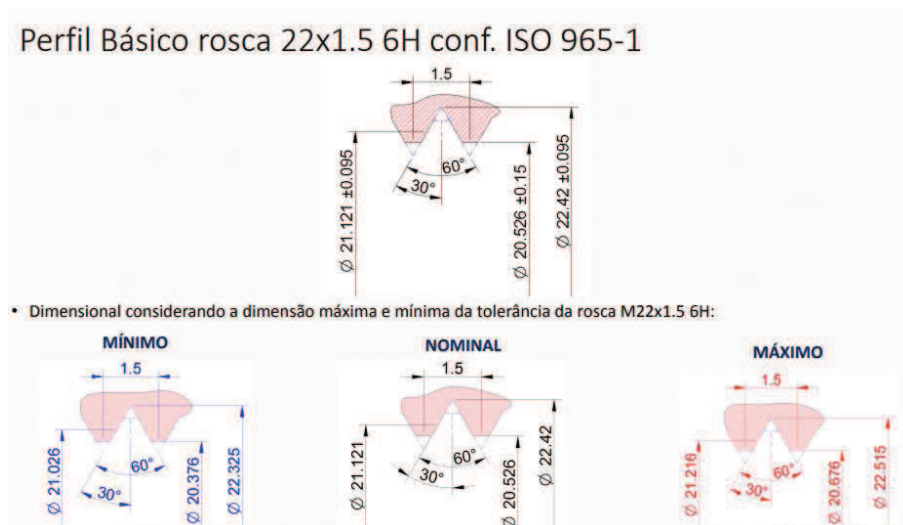 Perfil Básico rosca 22x1.5 6H conf. ISO 965-1
1.5
60°
30°
Ø 21.121 ±0.095
Ø 20.526 ±0.15
Ø 22.42 ±0.095
• Dimensional considerando a dimensão máxima e mínima da tolerância da rosca M22x1.5 6H:
MÍNIMO
1.5
60°
30°
Ø 21.026
Ø 20.376
Ø 22.325
NOMINAL
1.5
60°
30°
Ø 21.121
Ø 20.526
Ø 22.42
MÁXIMO
1.5
60°
30°
Ø 21.216
Ø 20.676
Ø 22.515